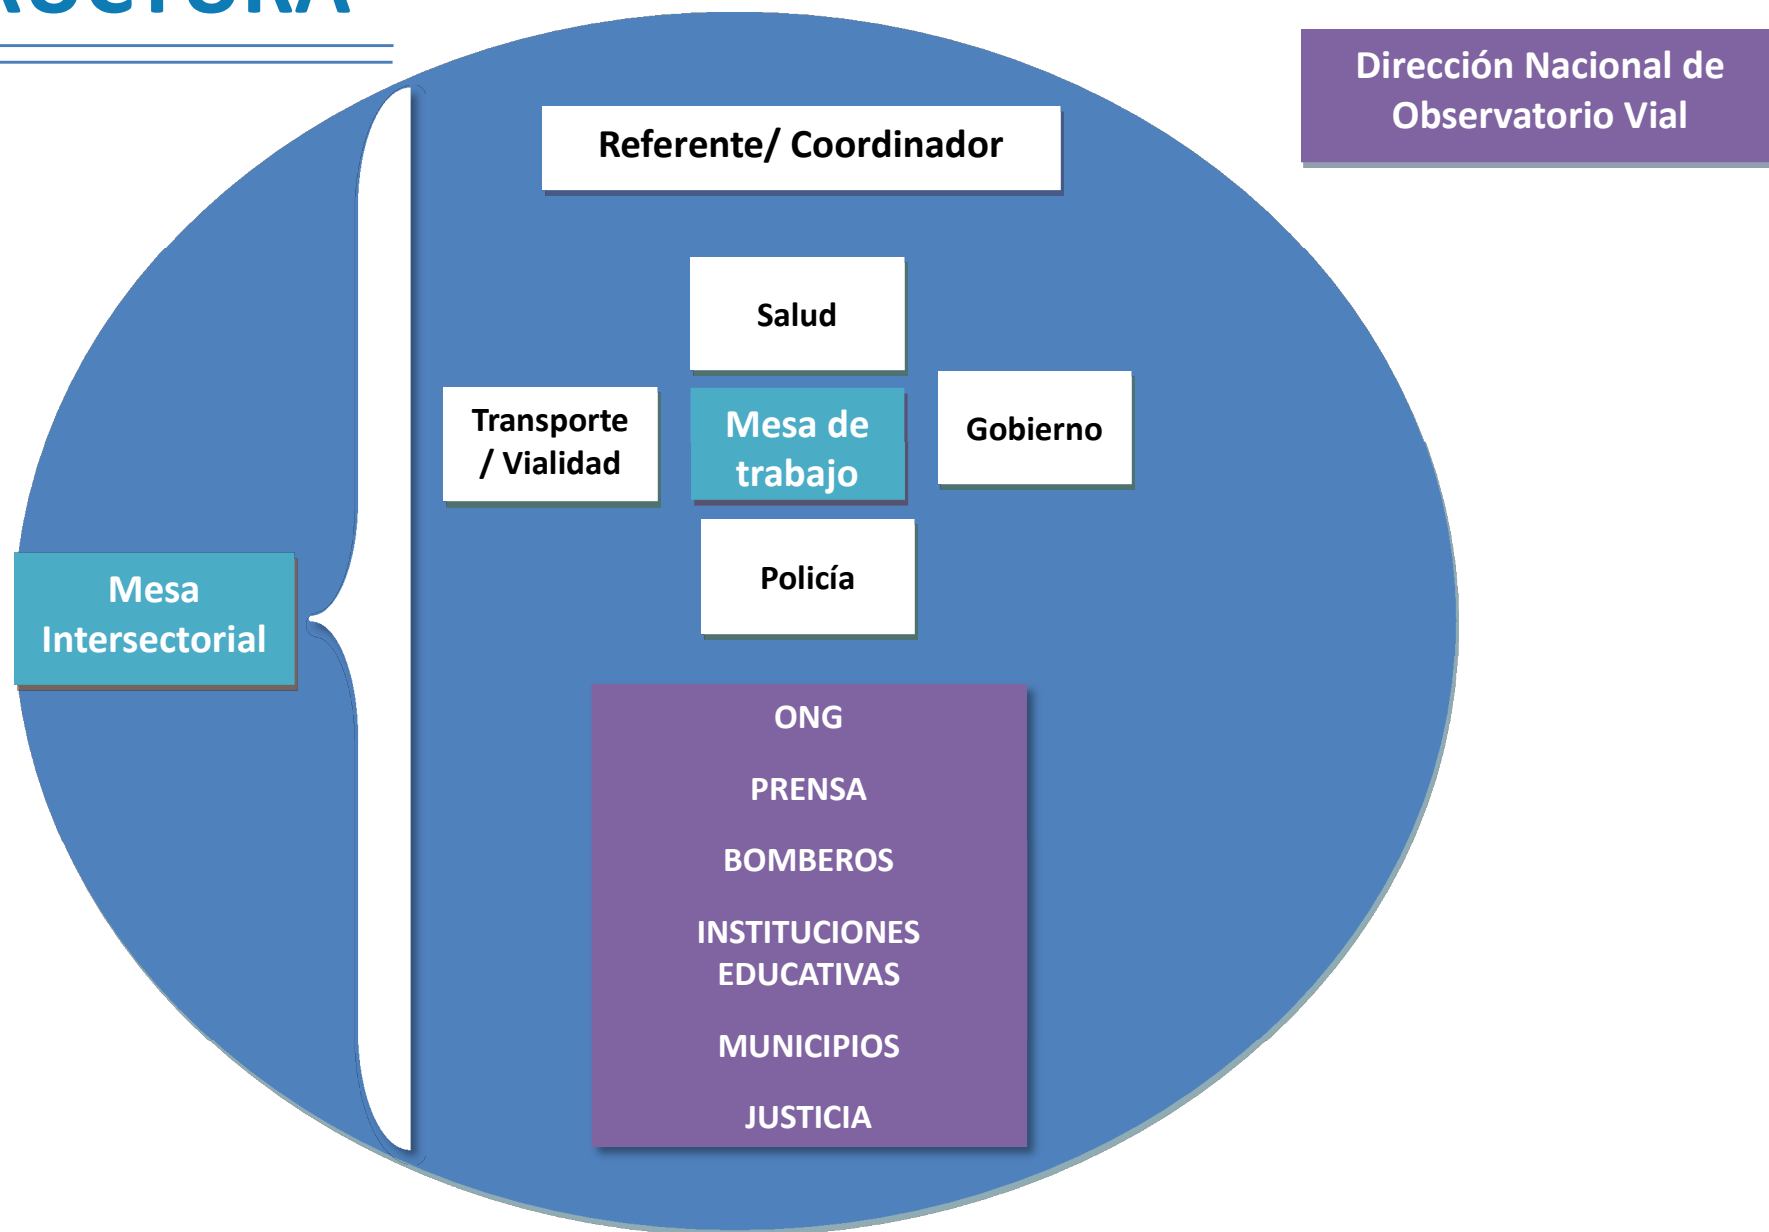 RUCTURA
Dirección Nacional de
Observatorio Vial
Referente/ Coordinador
Salud
Transporte
/ Vialidad
Mesa de
trabajo
Gobierno
Policía
Mesa
Intersectorial
ONG
PRENSA
BOMBEROS
INSTITUCIONES
EDUCATIVAS
MUNICIPIOS
JUSTICIA